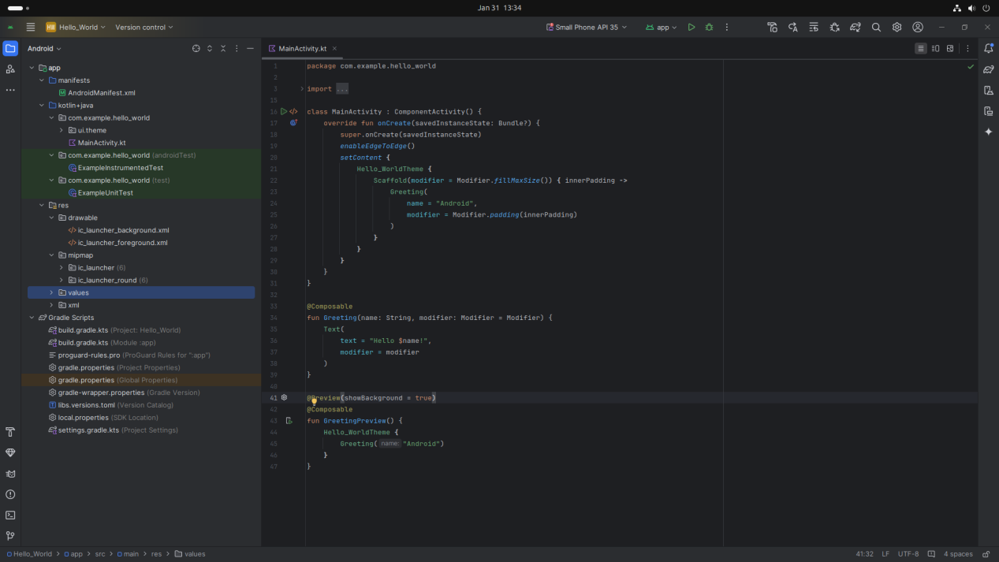 Jan 31 13:34
HW Hello_World Version control Small Phone API 35 app
Android
MainActivity.kt
app
manifests
AndroidManifest.xml
kotlin+java
com.example.hello_world
ui.theme
MainActivity.kt
com.example.hello_world (androidTest)
ExampleInstrumentedTest
com.example.hello_world (test)
ExampleUnitTest
res
drawable
ic_launcher_background.xml
ic_launcher_foreground.xml
mipmap
ic_launcher (6)
ic_launcher_round (6)
values
xml
Gradle Scripts
build.gradle.kts (Project: Hello_World)
build.gradle.kts (Module :app)
proguard-rules.pro (ProGuard Rules for ":app")
gradle.properties (Project Properties)
gradle.properties (Global Properties)
gradle-wrapper.properties (Gradle Version)
libs.versions.toml (Version Catalog)
local.properties (SDK Location)
settings.gradle.kts (Project Settings)
1 package com.example.hello_world
2
3 import ...
15
16 class MainActivity : ComponentActivity() {
17 override fun onCreate(savedInstanceState: Bundle?) {
18 super.onCreate(savedInstanceState)
19 enableEdgeToEdge()
20 setContent {
21 Hello_WorldTheme {
22 Scaffold(modifier = Modifier.fillMaxSize()) { innerPadding ->
23 Greeting(
24 name = "Android",
25 modifier = Modifier.padding(innerPadding)
26 )
27 }
28 }
29 }
30 }
31 }
32
33 @Composable
34 fun Greeting(name: String, modifier: Modifier = Modifier) {
35 Text(
36 text = "Hello $name!",
37 modifier = modifier
38 )
39 }
40
41 @Preview(showBackground = true)
42 @Composable
43 fun GreetingPreview() {
44 Hello_WorldTheme {
45 Greeting( name: "Android")
46 }
47 }
Hello_World > app > src > main > res > values 41:32 LF UTF-8 4 spaces